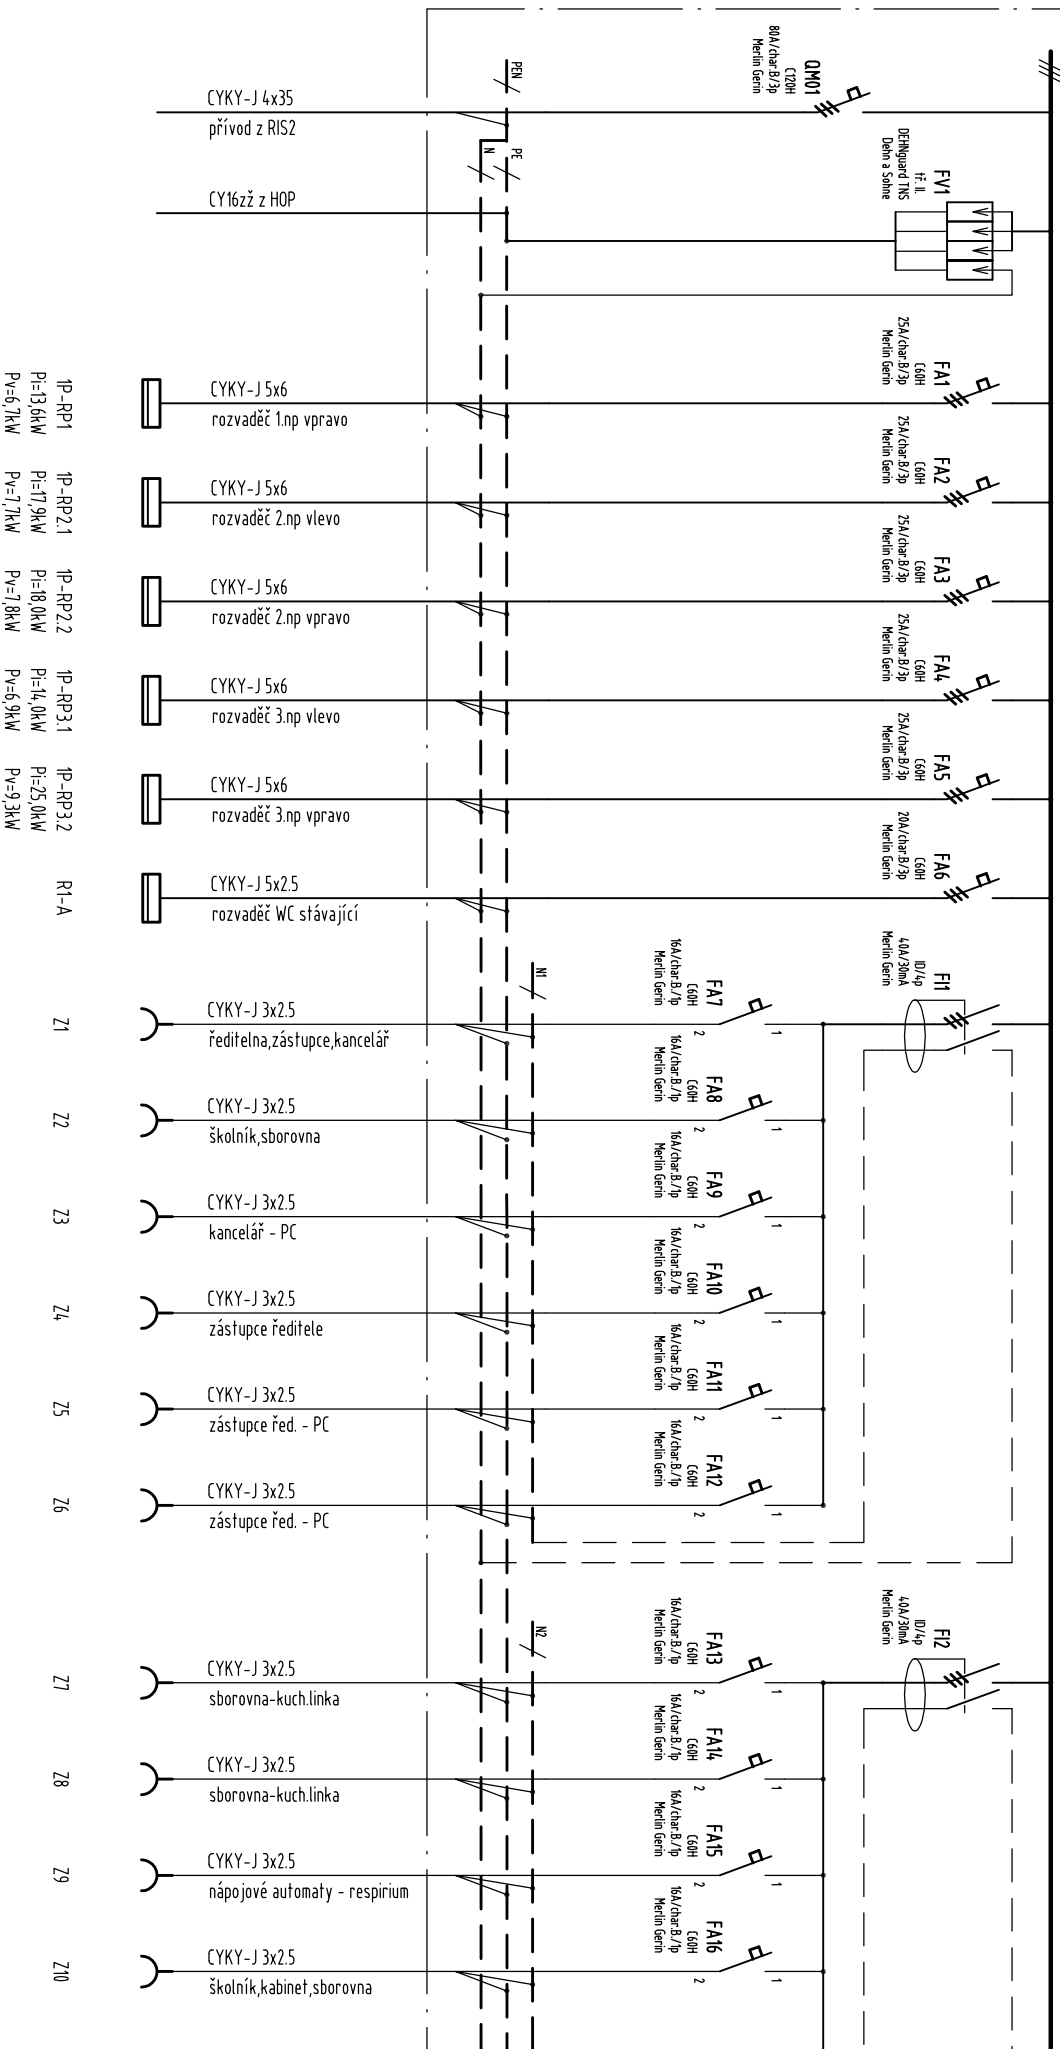 PEN
QM01
C120H
80A/char.B/3p
Merlin Gerin
CYKY-J 4x35
přívod z RIS2
N
PE
FV1
tř. II.
DEHNguard TNS
Dehn a Sohne
CY16zž z HOP
FA1
C60H
25A/char.B/3p
Merlin Gerin
CYKY-J 5x6
rozvaděč 1.np vpravo
1P-RP1
Pi=13,6kW
Pv=6,7kW
FA2
C60H
25A/char.B/3p
Merlin Gerin
CYKY-J 5x6
rozvaděč 2.np vlevo
1P-RP2.1
Pi=17,9kW
Pv=7,7kW
FA3
C60H
25A/char.B/3p
Merlin Gerin
CYKY-J 5x6
rozvaděč 2.np vpravo
1P-RP2.2
Pi=18,0kW
Pv=7,8kW
FA4
C60H
25A/char.B/3p
Merlin Gerin
CYKY-J 5x6
rozvaděč 3.np vlevo
1P-RP3.1
Pi=14,0kW
Pv=6,9kW
FA5
C60H
25A/char.B/3p
Merlin Gerin
CYKY-J 5x6
rozvaděč 3.np vpravo
1P-RP3.2
Pi=25,0kW
Pv=9,3kW
FA6
C60H
20A/char.B/3p
Merlin Gerin
CYKY-J 5x2.5
rozvaděč WC stávající
R1-A
FI1
ID/4p
40A/30mA
Merlin Gerin
N1
FA7
C60H
16A/char.B./1p
Merlin Gerin
1
2
CYKY-J 3x2.5
ředitelna,zástupce,kancelář
Z1
FA8
C60H
16A/char.B./1p
Merlin Gerin
1
2
CYKY-J 3x2.5
školník,sborovna
Z2
FA9
C60H
16A/char.B./1p
Merlin Gerin
1
2
CYKY-J 3x2.5
kancelář - PC
Z3
FA10
C60H
16A/char.B./1p
Merlin Gerin
1
2
CYKY-J 3x2.5
zástupce ředitele
Z4
FA11
C60H
16A/char.B./1p
Merlin Gerin
1
2
CYKY-J 3x2.5
zástupce řed. - PC
Z5
FA12
C60H
16A/char.B./1p
Merlin Gerin
1
2
CYKY-J 3x2.5
zástupce řed. - PC
Z6
FI2
ID/4p
40A/30mA
Merlin Gerin
N2
FA13
C60H
16A/char.B./1p
Merlin Gerin
1
2
CYKY-J 3x2.5
sborovna-kuch.linka
Z7
FA14
C60H
16A/char.B./1p
Merlin Gerin
1
2
CYKY-J 3x2.5
sborovna-kuch.linka
Z8
FA15
C60H
16A/char.B./1p
Merlin Gerin
1
2
CYKY-J 3x2.5
nápojové automaty - respirium
Z9
FA16
C60H
16A/char.B./1p
Merlin Gerin
1
2
CYKY-J 3x2.5
školník,kabinet,sborovna
Z10